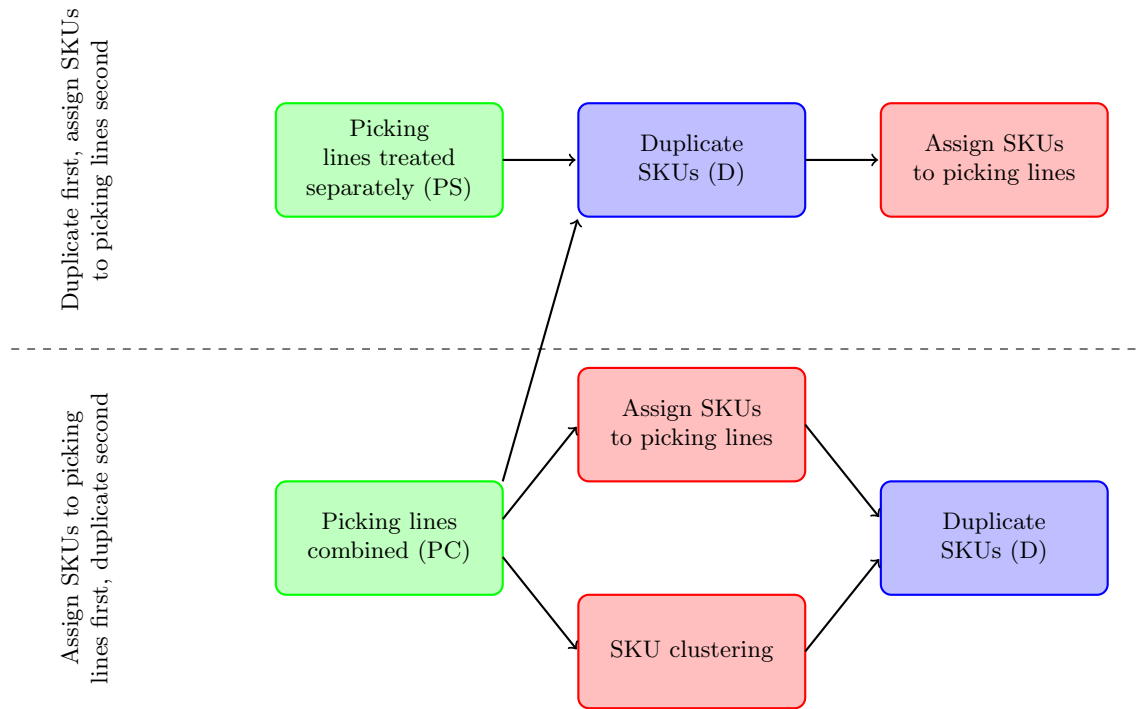 Duplicate first, assign SKUs
to picking lines second
Picking
lines treated
separately (PS)
Duplicate
SKUs (D)
Assign SKUs
to picking lines
Assign SKUs to picking
lines first, duplicate second
Picking lines
combined (PC)
Assign SKUs
to picking lines
SKU clustering
Duplicate
SKUs (D)